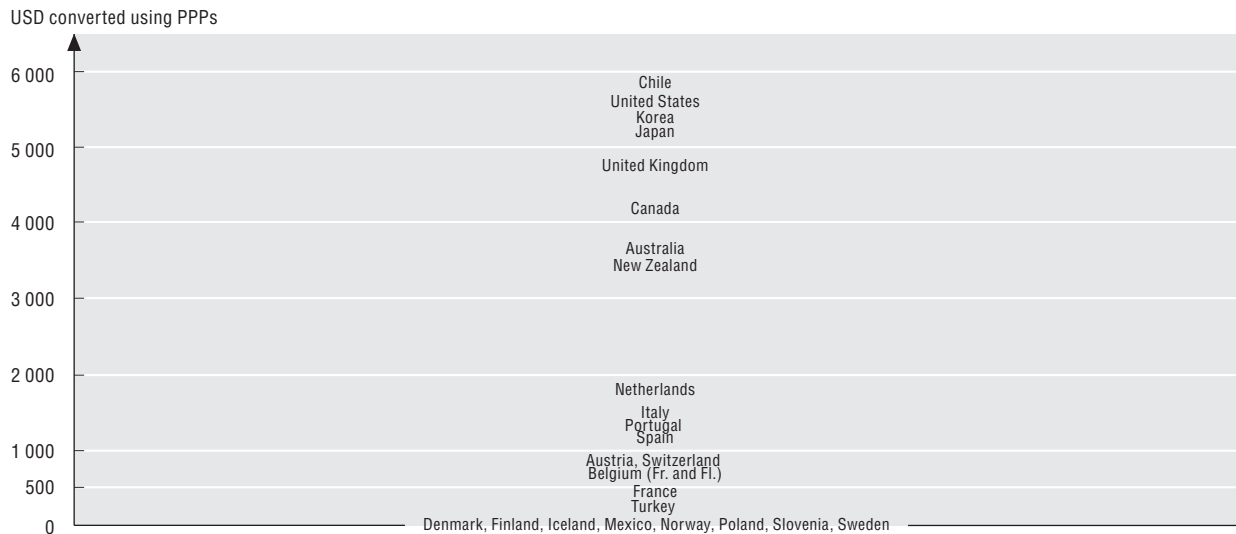 USD converted using PPPs
6 000
Chile
United States
Korea
Japan
5 000
United Kingdom
Canada
4 000
Australia
New Zealand
3 000
2 000
Netherlands
Italy
Portugal
Spain
1 000
Austria, Switzerland
Belgium (Fr. and Fl.)
500
France
Turkey
0
Denmark, Finland, Iceland, Mexico, Norway, Poland, Slovenia, Sweden